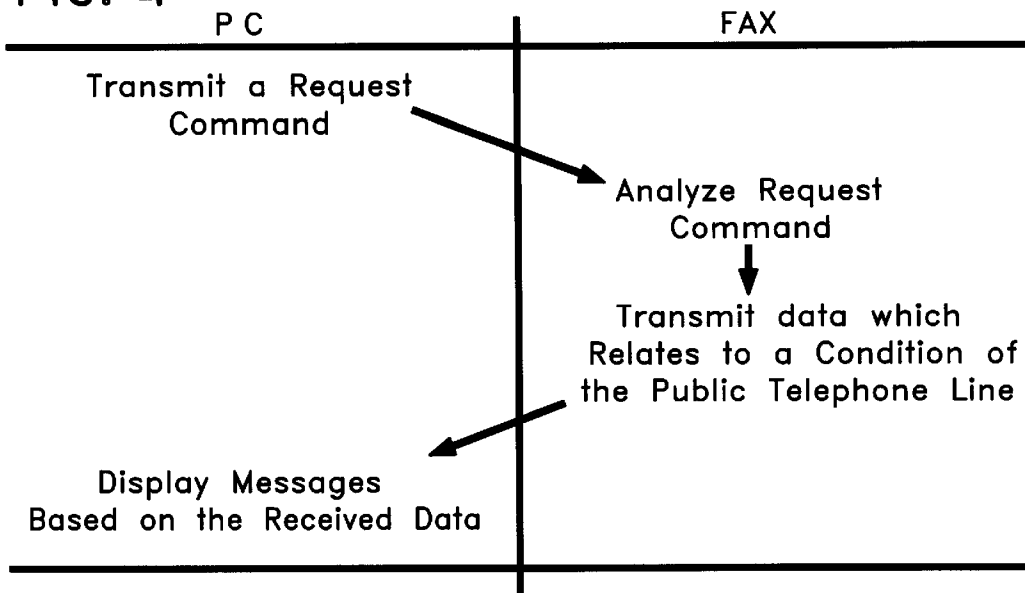 PC
FAX
Transmit a Request
Command
Analyze Request
Command
Transmit data which
Relates to a Condition of
the Public Telephone Line
Display Messages
Based on the Received Data